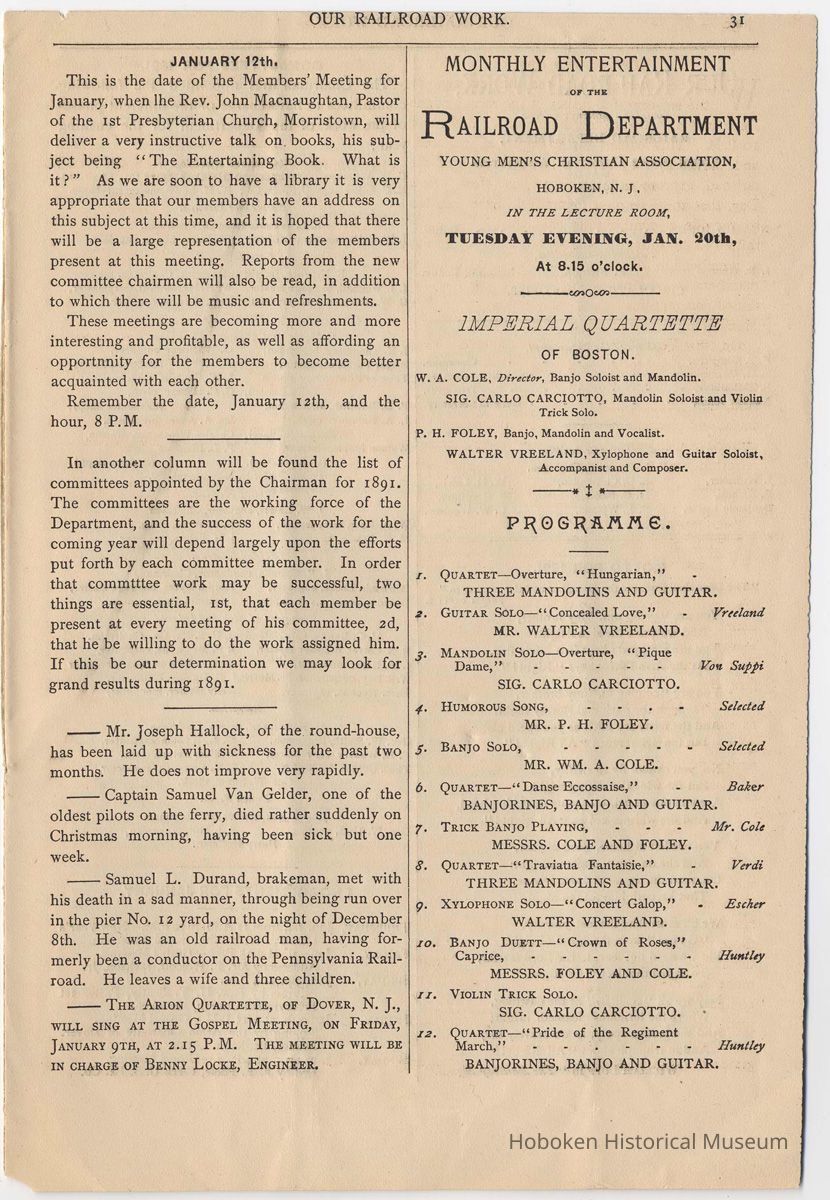 OUR RAILROAD WORK. 31
JANUARY 12th.
This is the date of the Members' Meeting for
January, when lhe Rev. John Macnaughtan, Pastor
of the 1st Presbyterian Church, Morristown, will
deliver a very instructive talk on books, his sub-
ject being "The Entertaining Book. What is
it?" As we are soon to have a library it is very
appropriate that our members have an address on
this subject at this time, and it is hoped that there
will be a large representation of the members
present at this meeting. Reports from the new
committee chairmen will also be read, in addition
to which there will be music and refreshments.
These meetings are becoming more and more
interesting and profitable, as well as affording an
opportnnity for the members to become better
acquainted with each other.
Remember the date, January 12th, and the
hour, 8 P.M.
In another column will be found the list of
committees appointed by the Chairman for 1891.
The committees are the working force of the
Department, and the success of the work for the
coming year will depend largely upon the efforts
put forth by each committee member. In order
that commttee work may be successful, two
things are essential, 1st, that each member be
present at every meeting of his committee, 2d,
that he be willing to do the work assigned him.
If this be our determination we may look for
grand results during 1891.
—— Mr. Joseph Hallock, of the round-house,
has been laid up with sickness for the past two
months. He does not improve very rapidly.
—— Captain Samuel Van Gelder, one of the
oldest pilots on the ferry, died rather suddenly on
Christmas morning, having been sick but one
week.
—— Samuel L. Durand, brakeman, met with
his death in a sad manner, through being run over
in the pier No. 12 yard, on the night of December
8th. He was an old railroad man, having for-
merly been a conductor on the Pennsylvania Rail-
road. He leaves a wife and three children.
—— THE ARION QUARTETTE, OF DOVER, N. J.,
WILL SING AT THE GOSPEL MEETING, ON FRIDAY,
JANUARY 9TH, AT 2.15 P.M. THE MEETING WILL BE
IN CHARGE OF BENNY LOCKE, ENGINEER.
MONTHLY ENTERTAINMENT
OF THE
RAILROAD DEPARTMENT
YOUNG MEN'S CHRISTIAN ASSOCIATION,
HOBOKEN, N. J,
IN THE LECTURE ROOM,
TUESDAY EVENING, JAN. 20th,
At 8.15 o'clock.
IMPERIAL QUARTETTE
OF BOSTON.
W. A. COLE, Director, Banjo Soloist and Mandolin.
SIG. CARLO CARCIOTTO, Mandolin Soloist and Violin
Trick Solo.
P. H. FOLEY, Banjo, Mandolin and Vocalist.
WALTER VREELAND, Xylophone and Guitar Soloist,
Accompanist and Composer.
PROGRAMME.
1. QUARTET—Overture, "Hungarian," -
THREE MANDOLINS AND GUITAR.
2. GUITAR SOLO—"Concealed Love," - Vreeland
MR. WALTER VREELAND.
3. MANDOLIN SOLO—Overture, "Pique
Dame," - - - - - Von Suppi
SIG. CARLO CARCIOTTO.
4. HUMOROUS SONG, - - - - Selected
MR. P. H. FOLEY.
5. BANJO SOLO, - - - - - Selected
MR. WM. A. COLE.
6. QUARTET—"Danse Eccossaise," - Baker
BANJORINES, BANJO AND GUITAR.
7. TRICK BANJO PLAYING, - - - Mr. Cole
MESSRS. COLE AND FOLEY.
8. QUARTET—"Traviatia Fantaisie," - Verdi
THREE MANDOLINS AND GUITAR.
9. XYLOPHONE SOLO—"Concert Galop," - Escher
WALTER VREELAND.
10. BANJO DUETT—"Crown of Roses,"
Caprice, - - - - - - Huntley
MESSRS. FOLEY AND COLE.
11. VIOLIN TRICK SOLO.
SIG. CARLO CARCIOTTO.
12. QUARTET—"Pride of the Regiment
March," - - - - - - Huntley
BANJORINES, BANJO AND GUITAR.
Hoboken Historical Museum